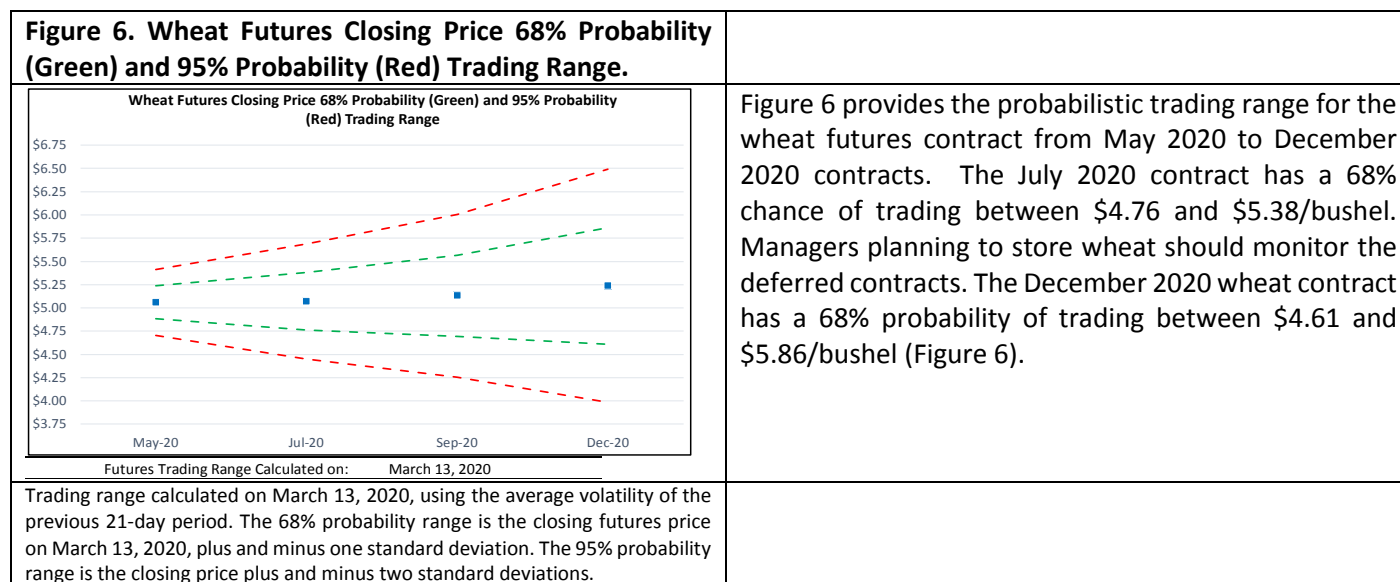 Figure 6. Wheat Futures Closing Price 68% Probability
(Green) and 95% Probability (Red) Trading Range.
Wheat Futures Closing Price 68% Probability (Green) and 95% Probability
(Red) Trading Range
$6.75
$6.50
$6.25
$6.00
$5.75
$5.50
$5.25
$5.00
$4.75
$4.50
$4.25
$4.00
$3.75
May-20 Jul-20 Sep-20 Dec-20
Futures Trading Range Calculated on: March 13, 2020
Trading range calculated on March 13, 2020, using the average volatility of the
previous 21-day period. The 68% probability range is the closing futures price
on March 13, 2020, plus and minus one standard deviation. The 95% probability
range is the closing price plus and minus two standard deviations.
Figure 6 provides the probabilistic trading range for the
wheat futures contract from May 2020 to December
2020 contracts. The July 2020 contract has a 68%
chance of trading between $4.76 and $5.38/bushel.
Managers planning to store wheat should monitor the
deferred contracts. The December 2020 wheat contract
has a 68% probability of trading between $4.61 and
$5.86/bushel (Figure 6).